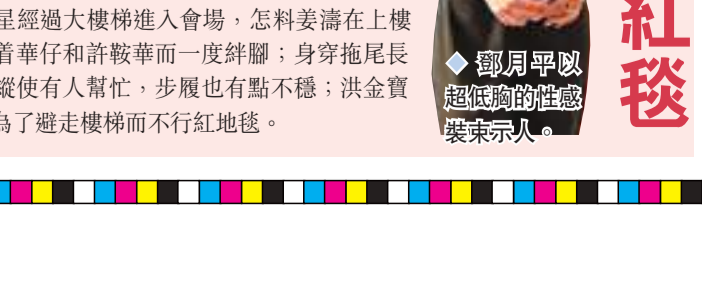 星經過大樓梯進入會場，怎料姜濤在上樓
着華仔和許鞍華而一度絆腳；身穿拖尾長
縱使有人幫忙，步履也有點不穩；洪金寶
為了避走樓梯而不行紅地毯。
◆ 鄧月平以
超低胸的性感
裝束示人。
紅毯